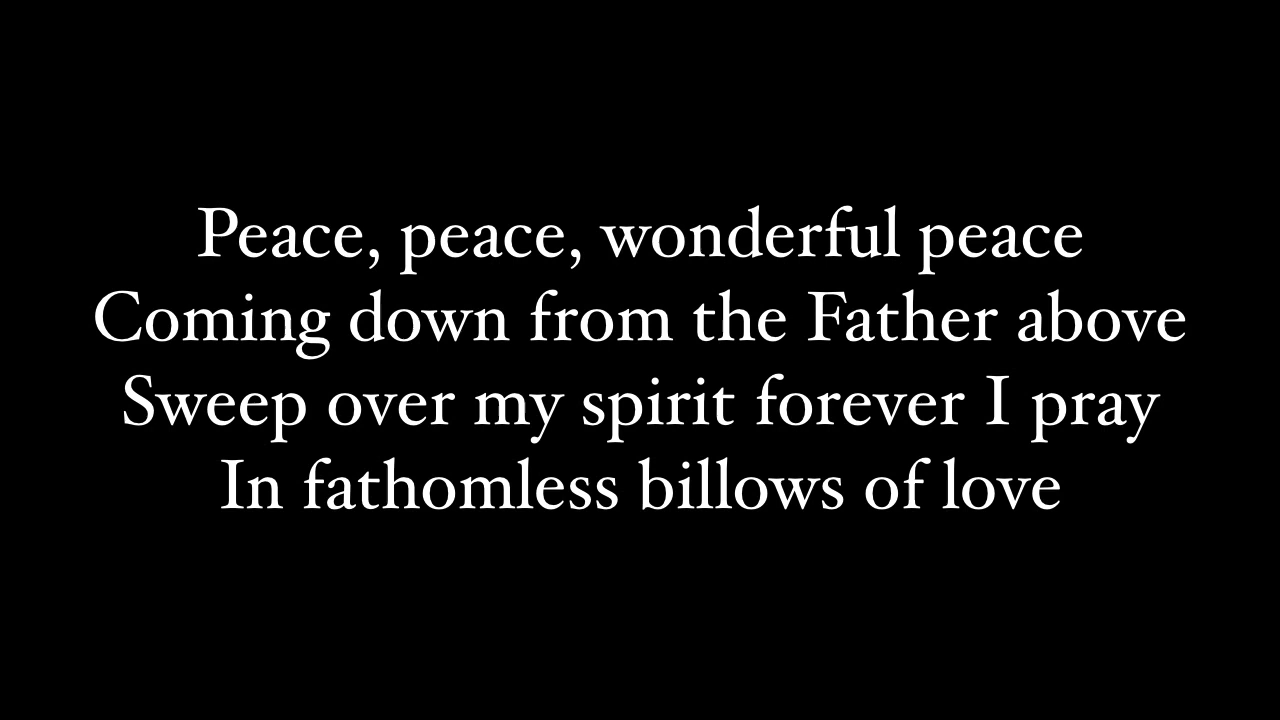 Peace, peace, wonderful peace
Coming down from the Father above
Sweep over my spirit forever I pray
In fathomless billows of love